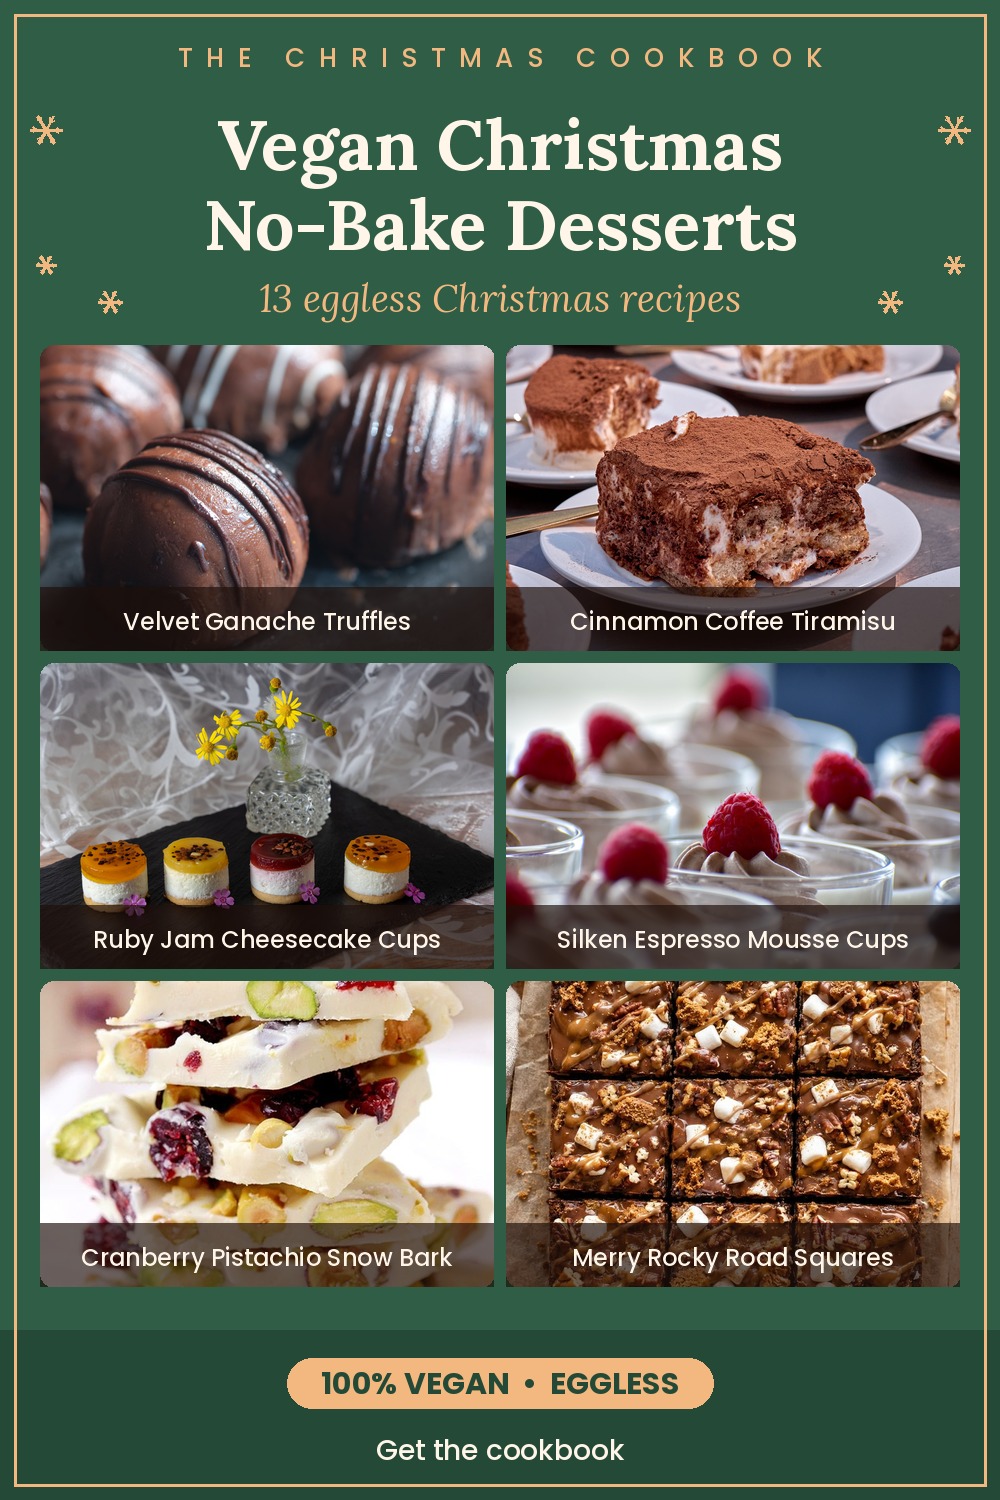 THE CHRISTMAS COOKBOOK
Vegan Christmas
No-Bake Desserts
13 eggless Christmas recipes
Velvet Ganache Truffles
Cinnamon Coffee Tiramisu
Ruby Jam Cheesecake Cups
Silken Espresso Mousse Cups
Cranberry Pistachio Snow Bark
Merry Rocky Road Squares
100% VEGAN • EGGLESS
Get the cookbook